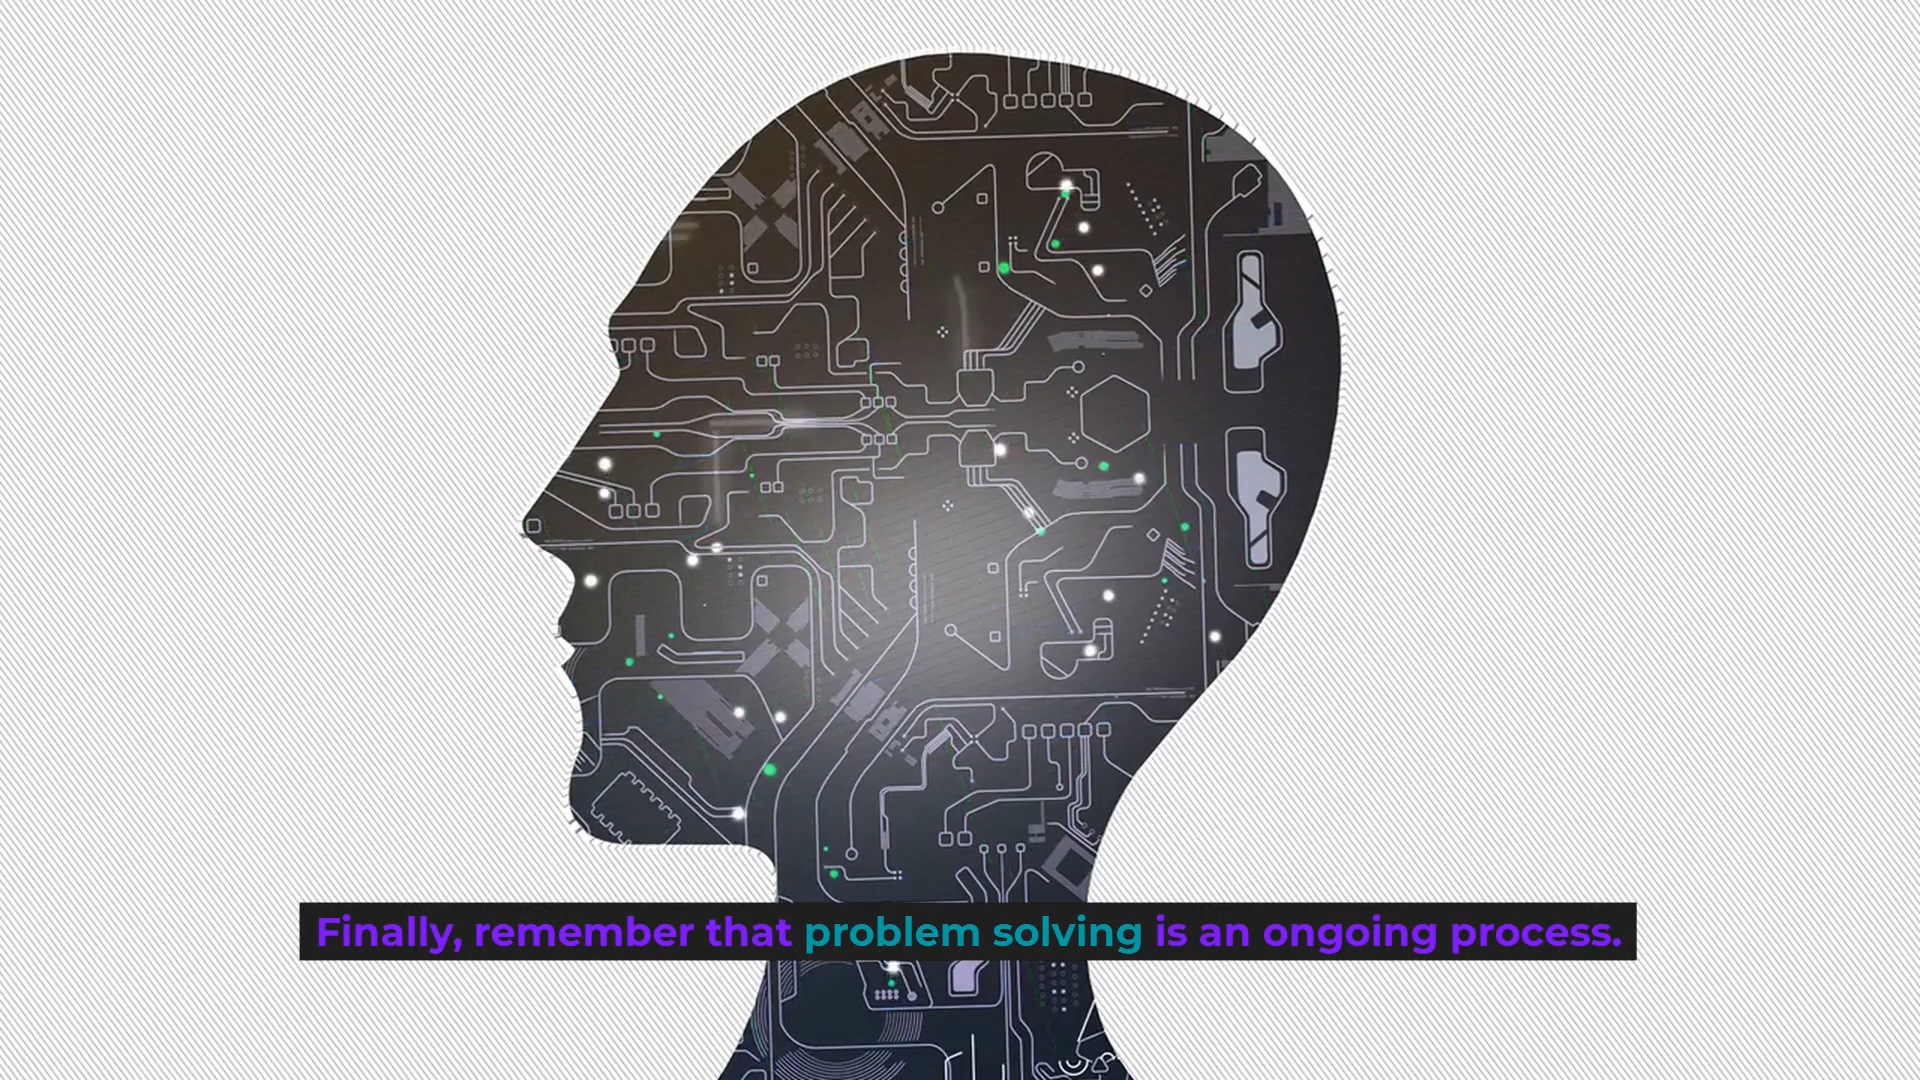 Finally, remember that problem solving is an ongoing process.